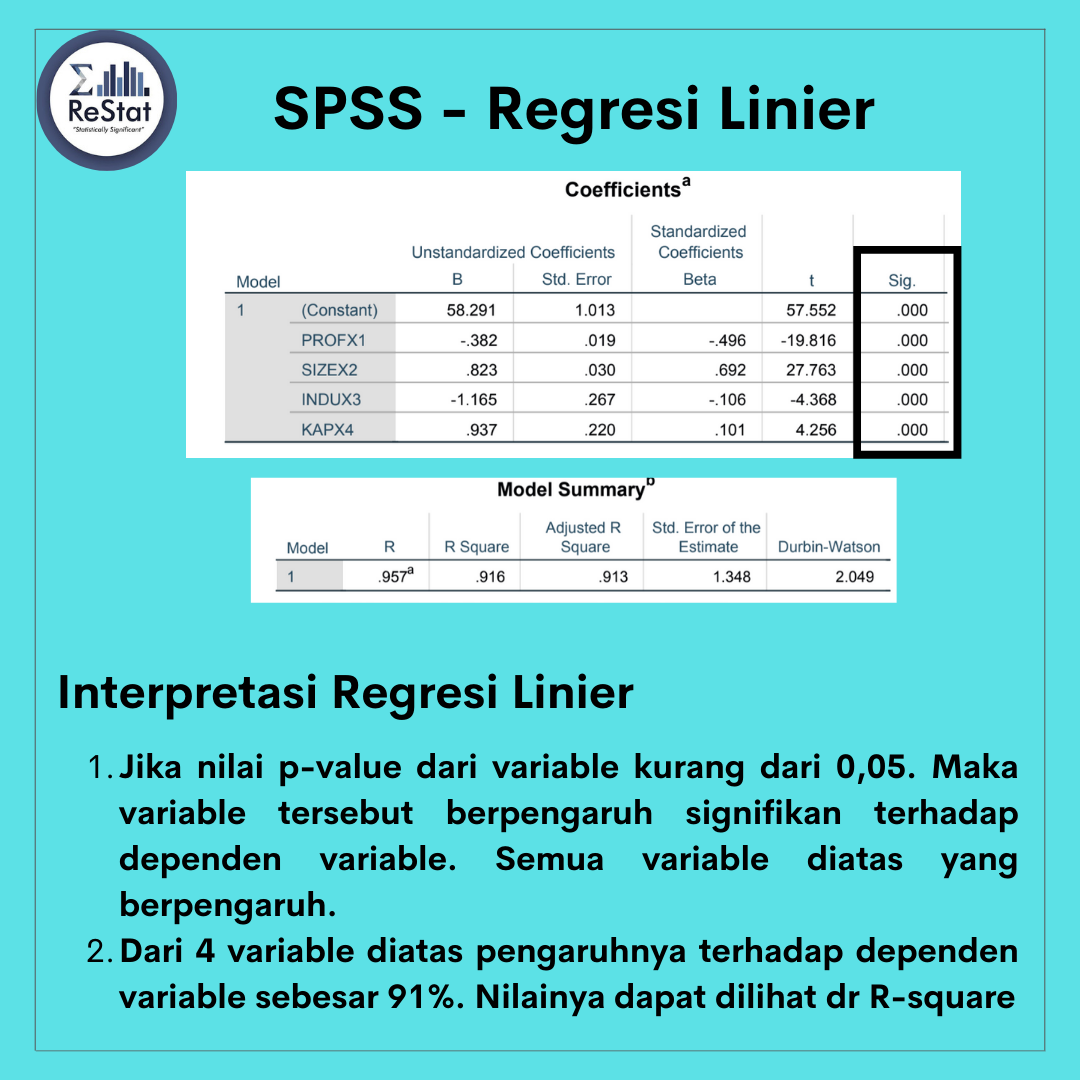 Σ
ReStat
"Statistically Significant"
SPSS - Regresi Linier
Coefficientsᵃ
Model Unstandardized Coefficients Standardized Coefficients t Sig.
B Std. Error Beta
1 (Constant) 58.291 1.013 57.552 .000
PROFX1 -.382 .019 -.496 -19.816 .000
SIZEX2 .823 .030 .692 27.763 .000
INDUX3 -1.165 .267 -.106 -4.368 .000
KAPX4 .937 .220 .101 4.256 .000
Model Summaryᵇ
Model R R Square Adjusted R Square Std. Error of the Estimate Durbin-Watson
1 .957ᵃ .916 .913 1.348 2.049
Interpretasi Regresi Linier
1. Jika nilai p-value dari variable kurang dari 0,05. Maka
variable tersebut berpengaruh signifikan terhadap
dependen variable. Semua variable diatas yang
berpengaruh.
2. Dari 4 variable diatas pengaruhnya terhadap dependen
variable sebesar 91%. Nilainya dapat dilihat dr R-square